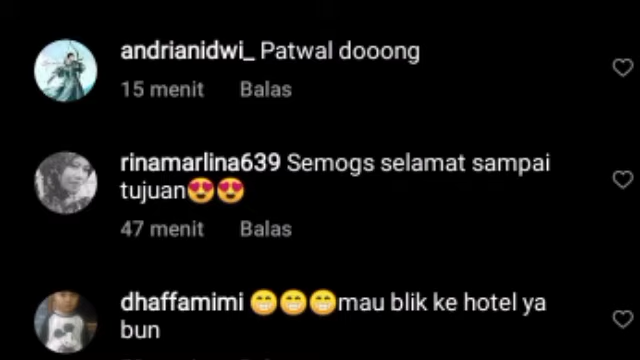 andrianidwi_ Patwal dooong
15 menit Balas
rinamarlina639 Semogs selamat sampai
tujuan😍😍
47 menit Balas
dhaffamimi 😁😁😁mau blik ke hotel ya
bun